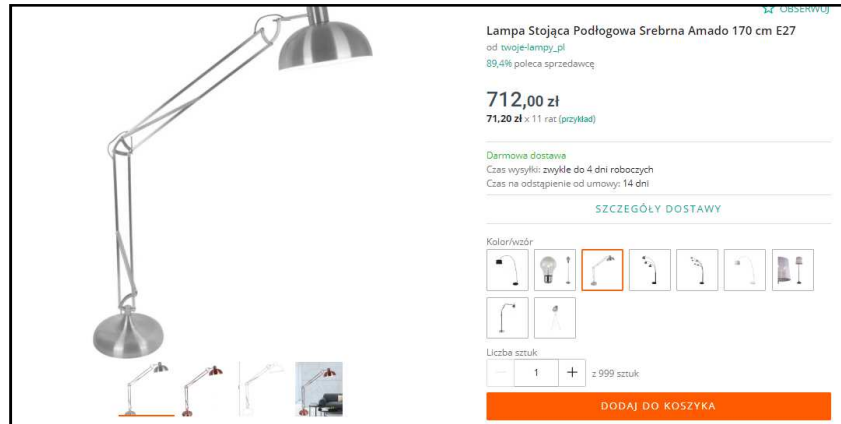 OBSERWUJ
Lampa Stojąca Podłogowa Srebrna Amado 170 cm E27
od twoje-lampy_pl
89,4% poleca sprzedawcę
712,00 zł
71,20 zł x 11 rat (przykład)
Darmowa dostawa
Czas wysyłki: zwykle do 4 dni roboczych
Czas na odstąpienie od umowy: 14 dni
SZCZEGÓŁY DOSTAWY
Kolor/wzór
Liczba sztuk
— 1 + z 999 sztuk
DODAJ DO KOSZYKA